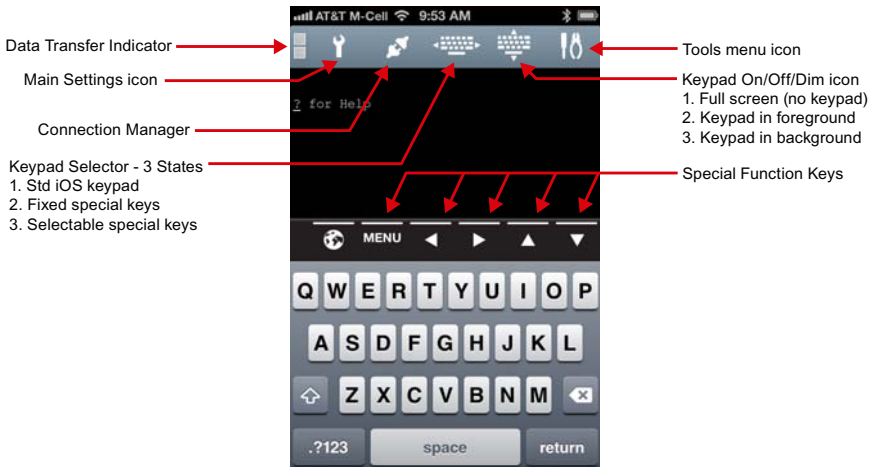 AT&T M-Cell 9:53 AM
Data Transfer Indicator
Main Settings icon
Connection Manager
Keypad Selector - 3 States
1. Std iOS keypad
2. Fixed special keys
3. Selectable special keys
Tools menu icon
Keypad On/Off/Dim icon
1. Full screen (no keypad)
2. Keypad in foreground
3. Keypad in background
Special Function Keys
? for Help
MENU
Q W E R T Y U I O P
A S D F G H J K L
Z X C V B N M
.?123 space return